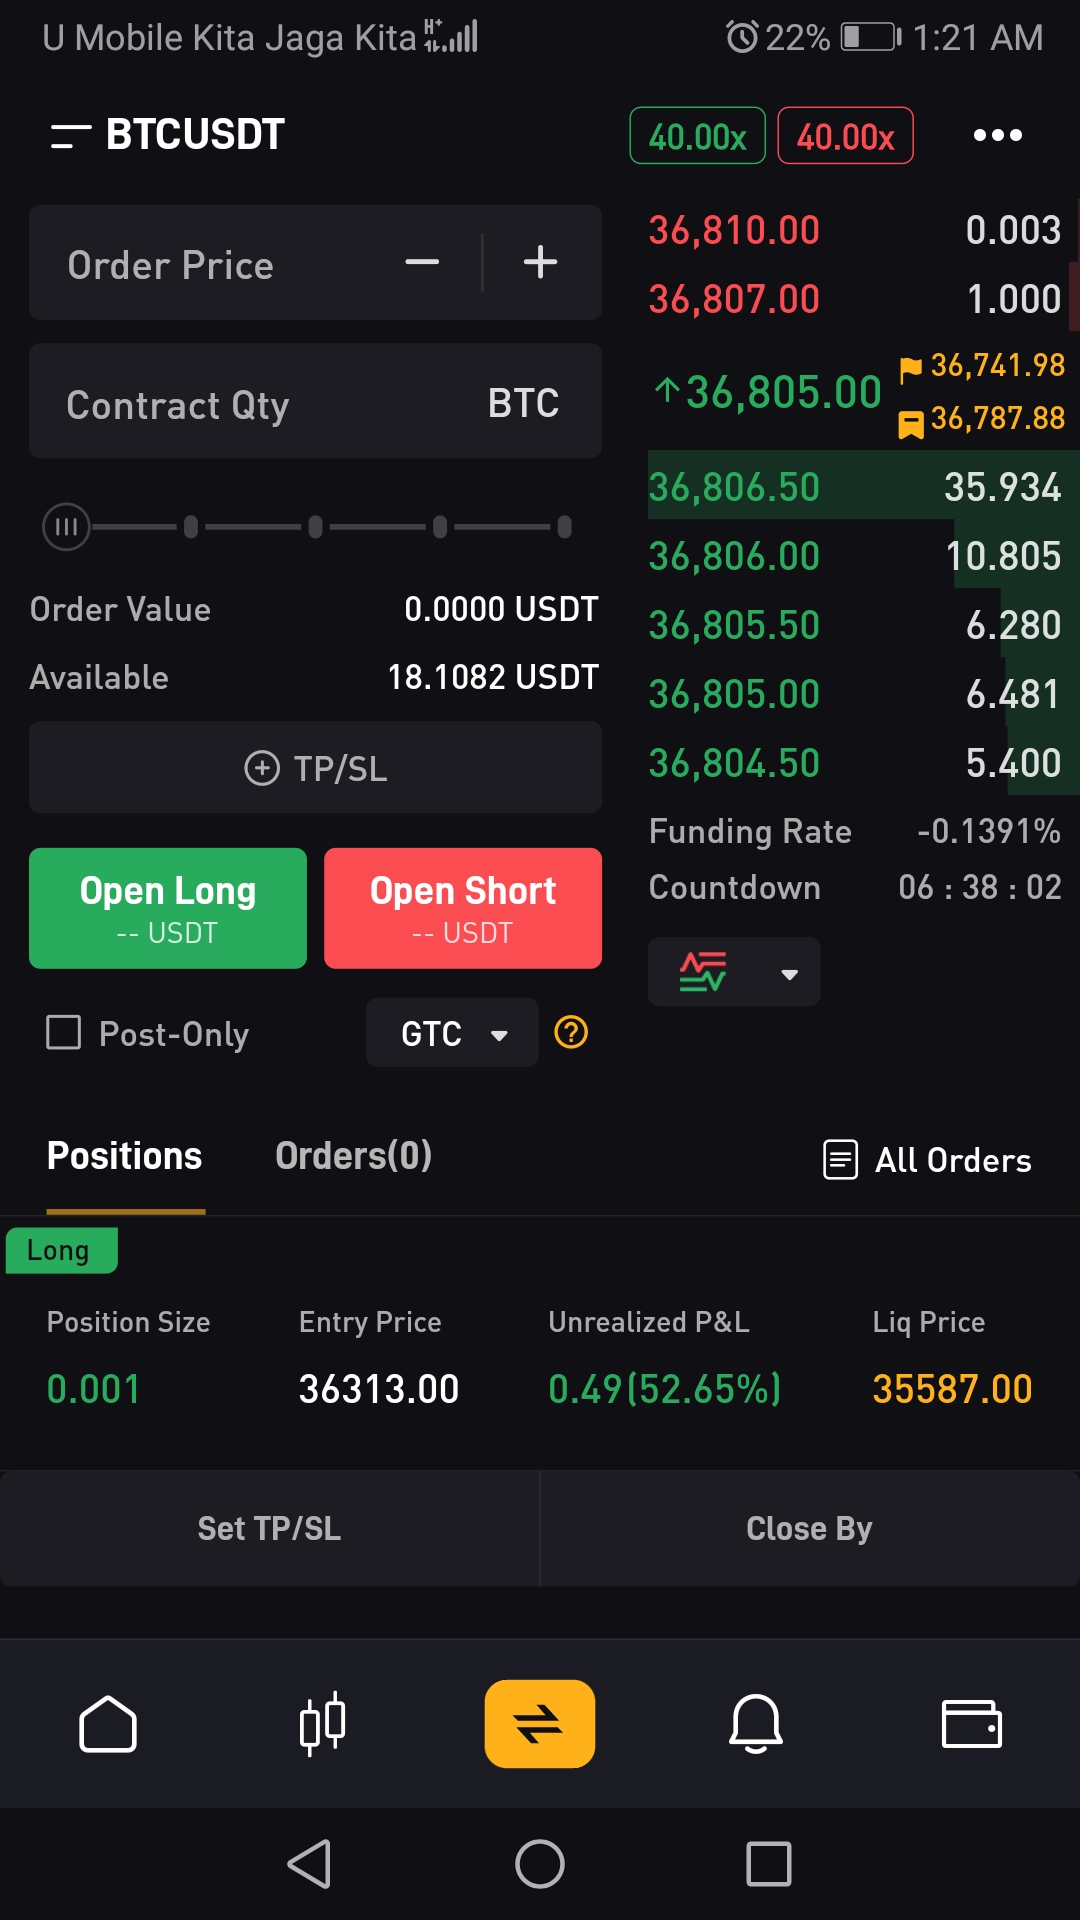 U Mobile Kita Jaga Kita H+ 22% 1:21 AM
BTCUSDT 40.00x 40.00x
Order Price
Contract Qty BTC
Order Value 0.0000 USDT
Available 18.1082 USDT
TP/SL
Open Long
-- USDT
Open Short
-- USDT
Post-Only GTC
36,810.00 0.003
36,807.00 1.000
36,805.00 36,741.98
36,787.88
36,806.50 35.934
36,806.00 10.805
36,805.50 6.280
36,805.00 6.481
36,804.50 5.400
Funding Rate -0.1391%
Countdown 06 : 38 : 02
Positions Orders(0) All Orders
Long
Position Size Entry Price Unrealized P&L Liq Price
0.001 36313.00 0.49(52.65%) 35587.00
Set TP/SL Close By